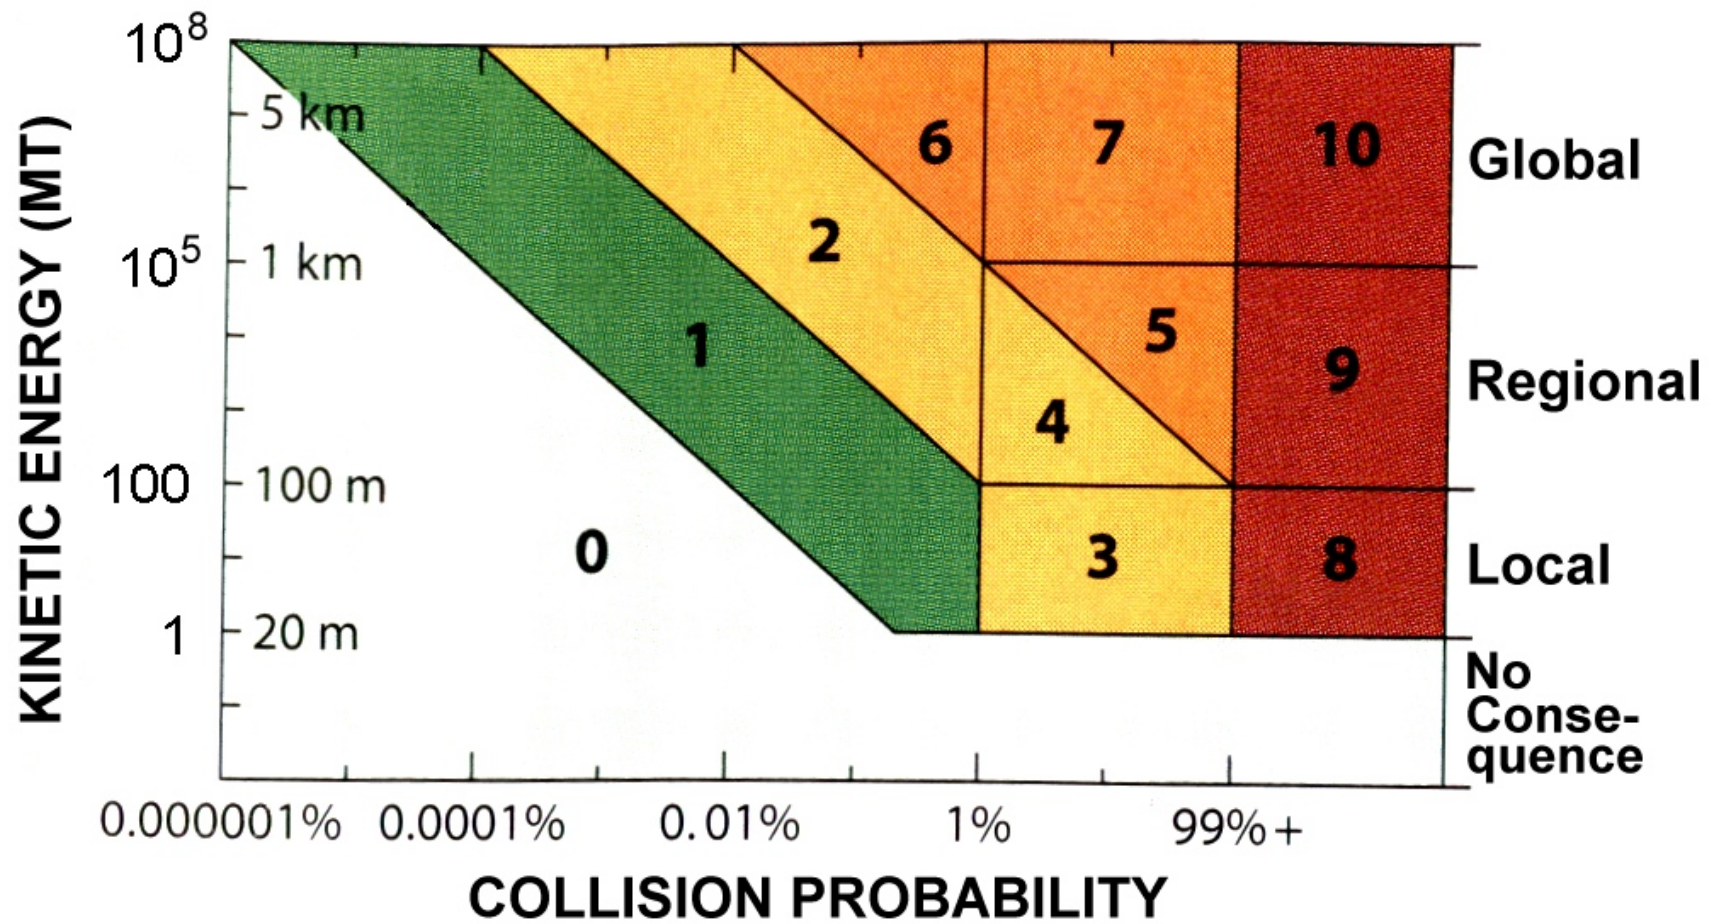 10⁸
5 km
6
7
10
Global
2
10⁵
1 km
1
5
9
Regional
4
100
100 m
0
3
8
Local
1
20 m
No
Conse-
quence
0.000001%
0.0001%
0.01%
1%
99%+
COLLISION PROBABILITY
KINETIC ENERGY (MT)